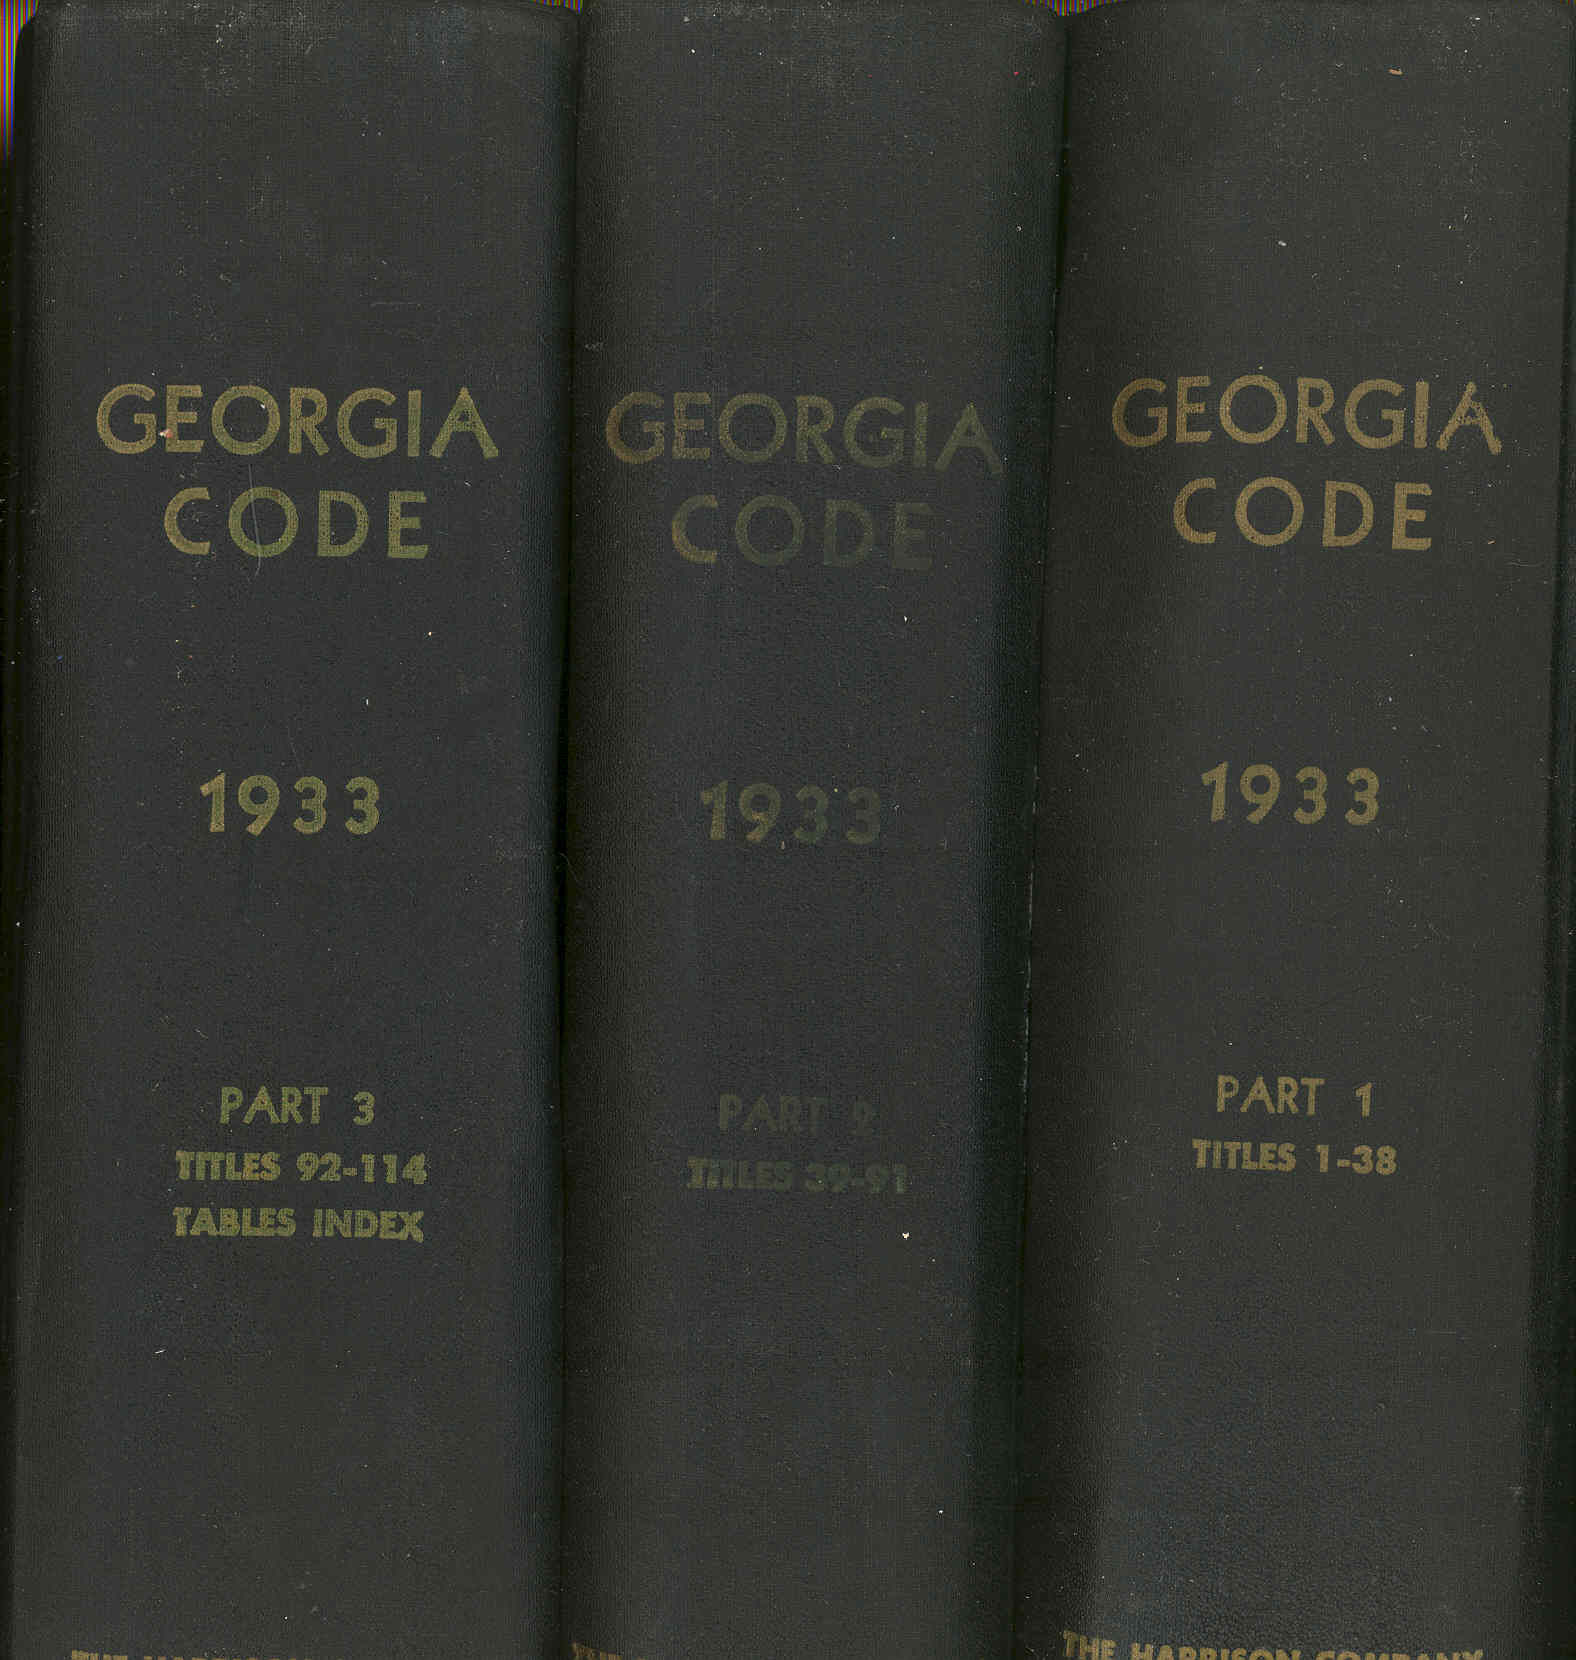 GEORGIA
CODE
1933
PART 3
TITLES 92-114
TABLES INDEX
GEORGIA
CODE
1933
PART 2
TITLES 39-91
THE
GEORGIA
CODE
1933
PART 1
TITLES 1-38
THE HARRISON COMPANY